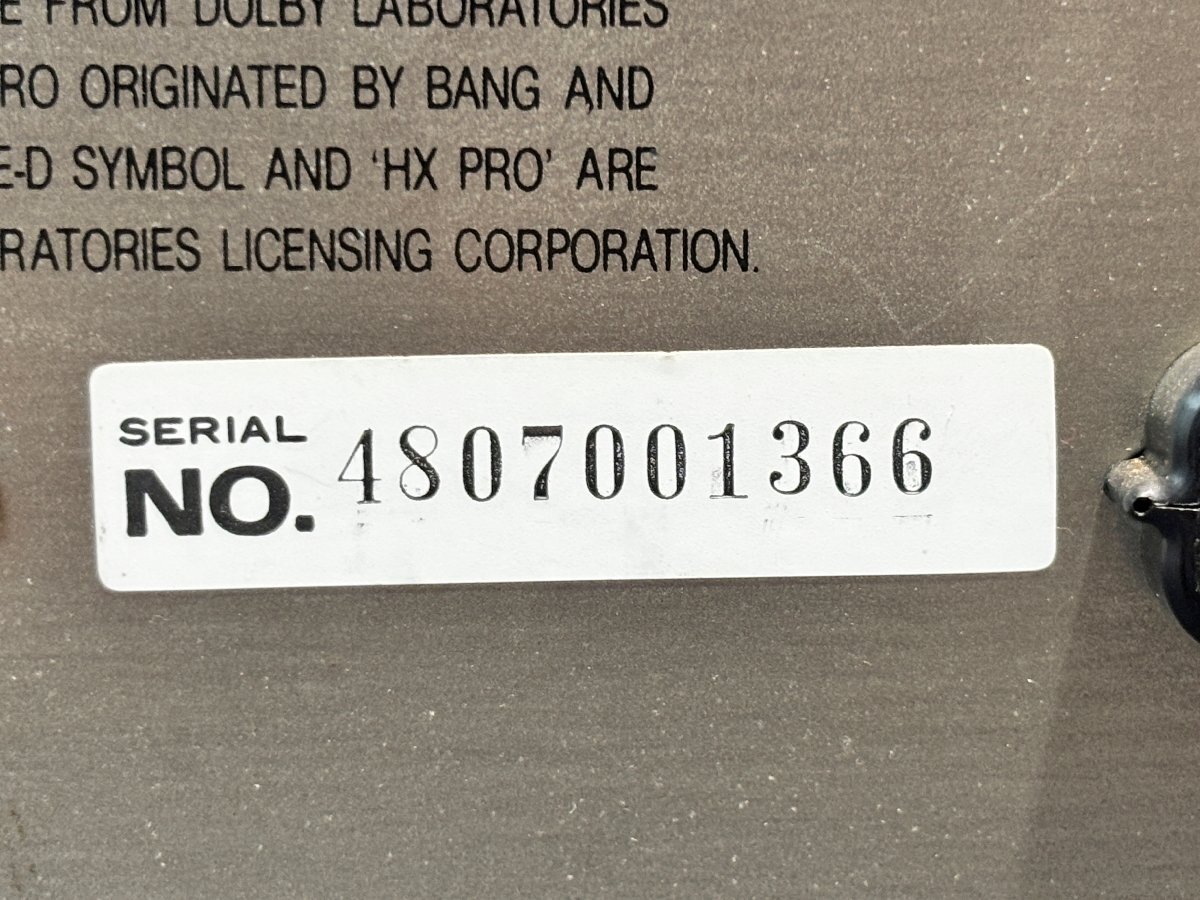 E FROM DOLBY LABORATORIES
RO ORIGINATED BY BANG AND
E-D SYMBOL AND ‘HX PRO’ ARE
RATORIES LICENSING CORPORATION.
SERIAL
NO. 4807001366